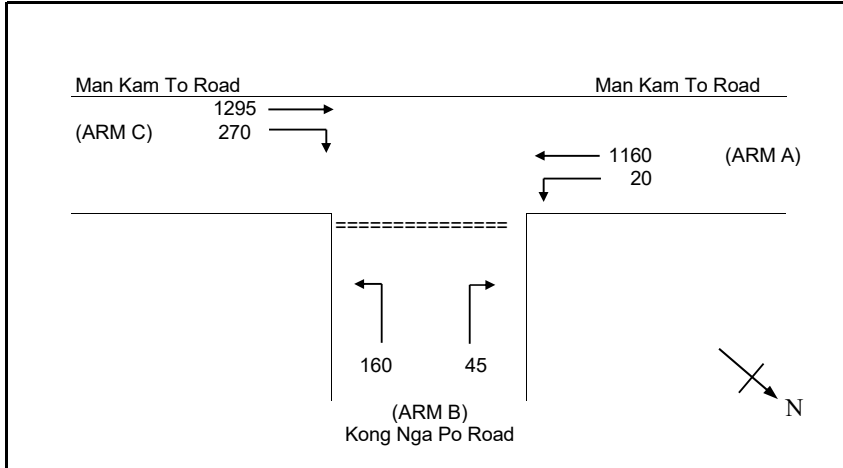 Man Kam To Road Man Kam To Road
1295
(ARM C) 270
1160 (ARM A)
20
160 45
(ARM B)
Kong Nga Po Road
N